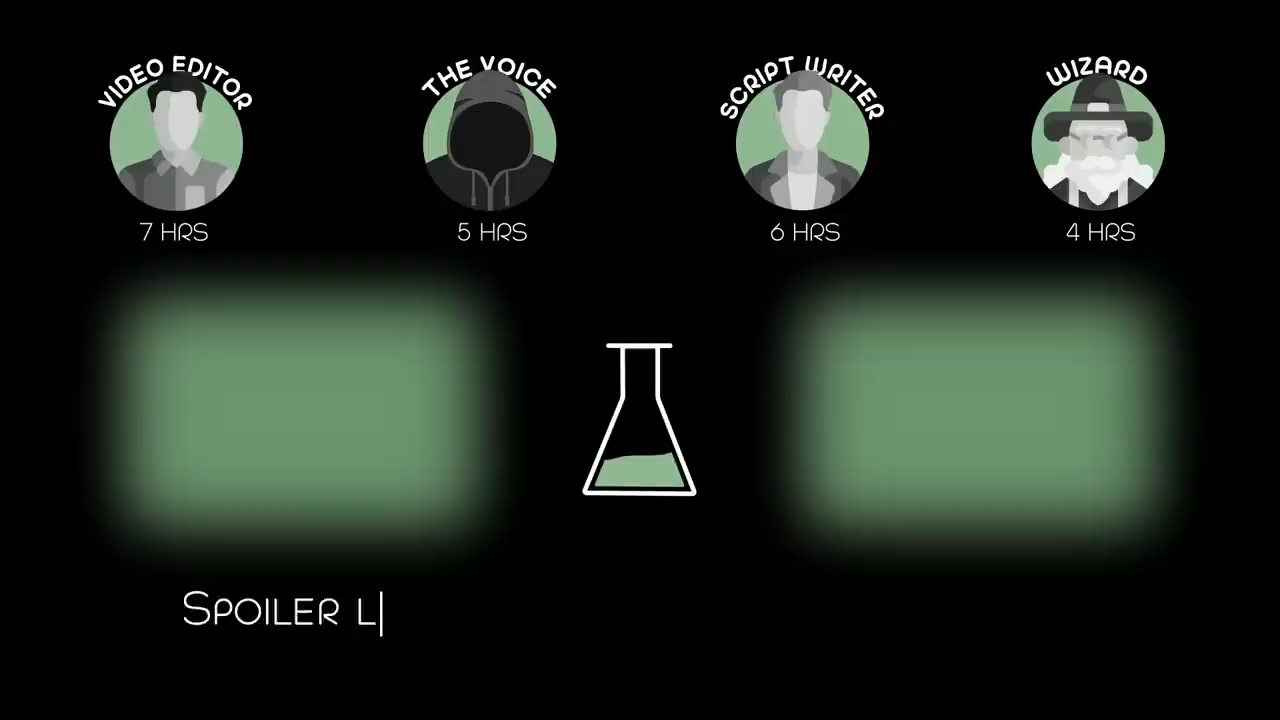 VIDEO EDITOR
THE VOICE
SCRIPT WRITER
WIZARD
7 HRS
5 HRS
6 HRS
4 HRS
SPOILER L